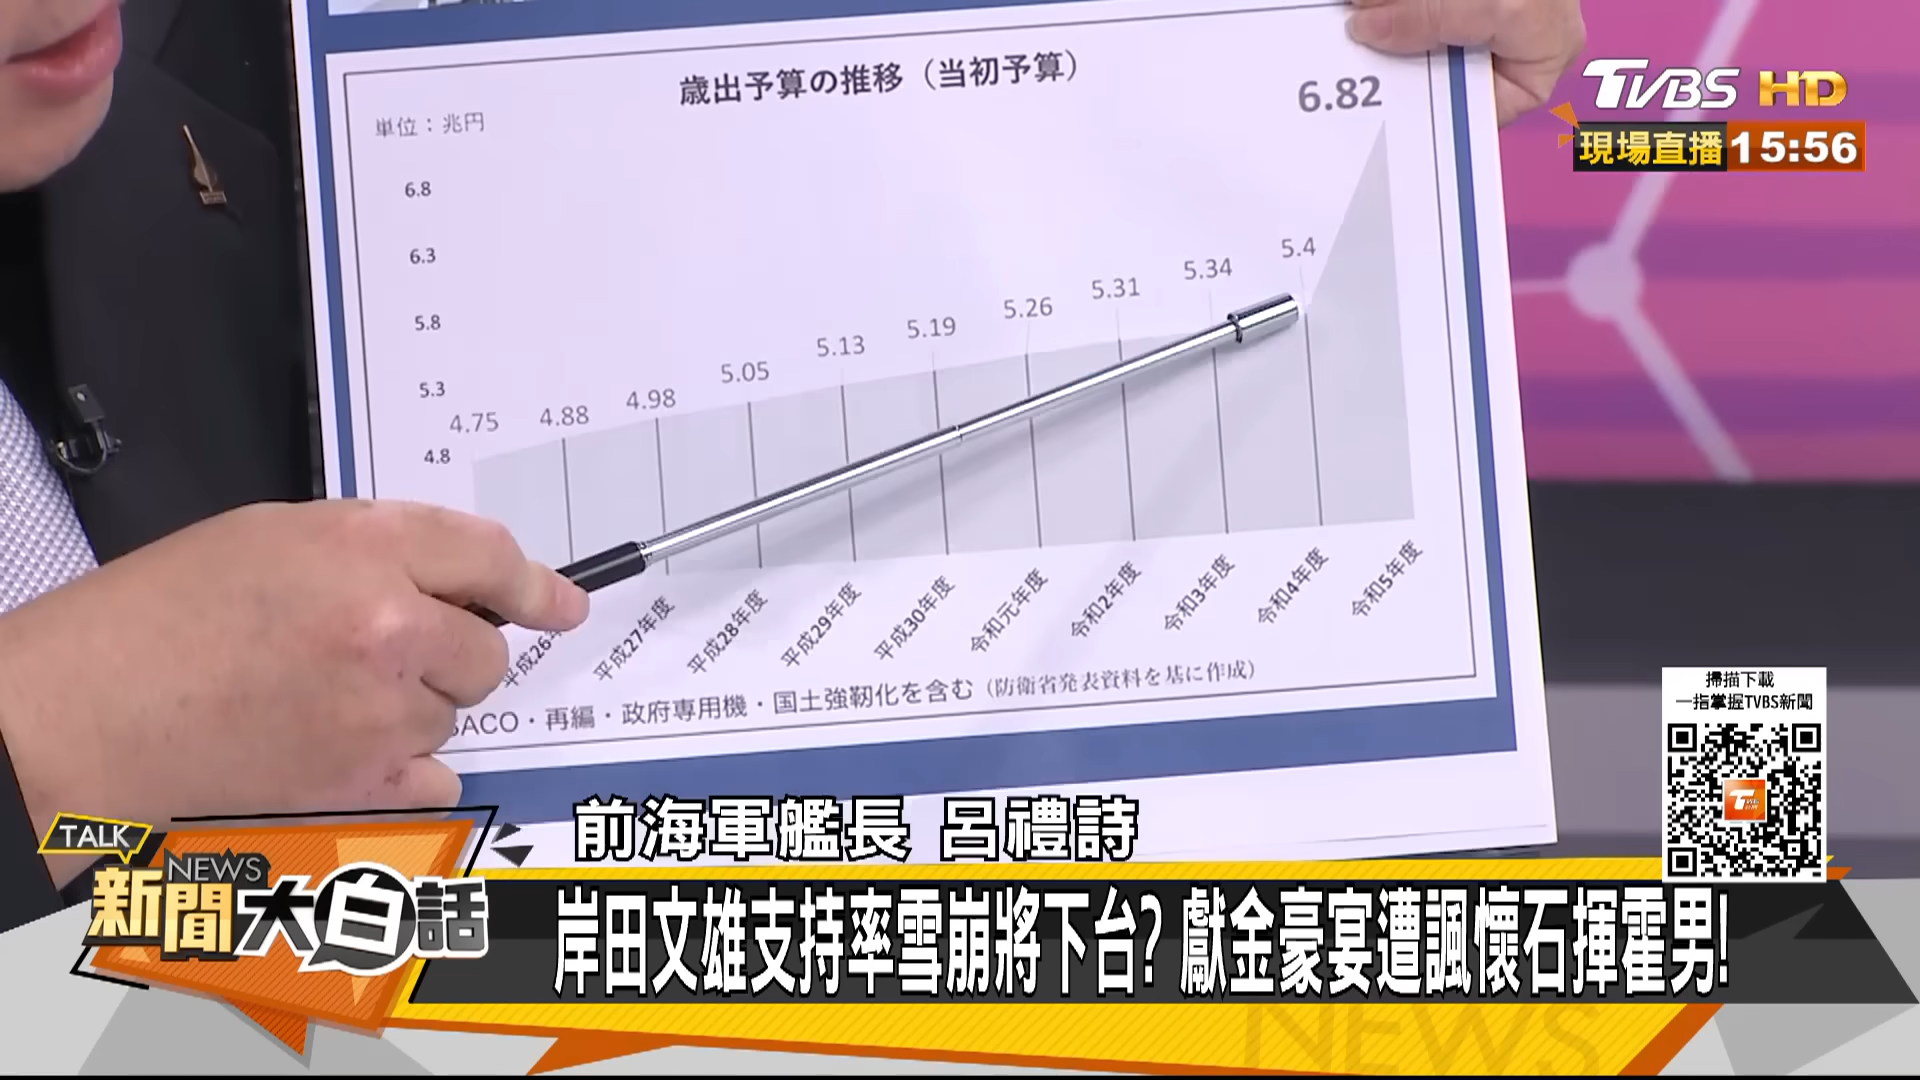 歳出予算の推移（当初予算）
単位：兆円
6.82
6.8
6.3
5.8
5.3
4.8
4.75
4.88
4.98
5.05
5.13
5.19
5.26
5.31
5.34
5.4
平成26年
平成27年度
平成28年度
平成29年度
平成30年度
令和元年度
令和2年度
令和3年度
令和4年度
令和5年度
SACO・再編・政府専用機・国土強靭化を含む（防衛省発表資料を基に作成）
TVBS HD
現場直播 15:56
掃描下載
一指掌握TVBS新聞
TVBS
TALK
NEWS
新聞大白話
前海軍艦長 呂禮詩
岸田文雄支持率雪崩將下台? 獻金豪宴遭諷懷石揮霍男!
NEWS